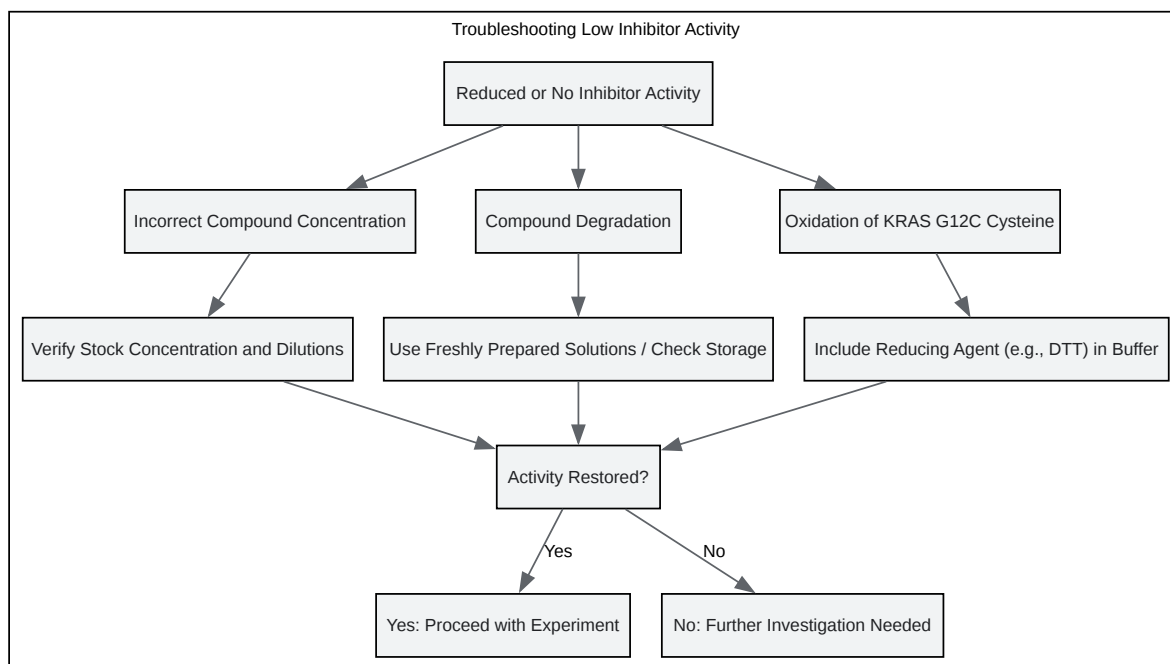 Troubleshooting Low Inhibitor Activity
Reduced or No Inhibitor Activity
Incorrect Compound Concentration
Compound Degradation
Oxidation of KRAS G12C Cysteine
Verify Stock Concentration and Dilutions
Use Freshly Prepared Solutions / Check Storage
Include Reducing Agent (e.g., DTT) in Buffer
Activity Restored?
Yes
No
Yes: Proceed with Experiment
No: Further Investigation Needed